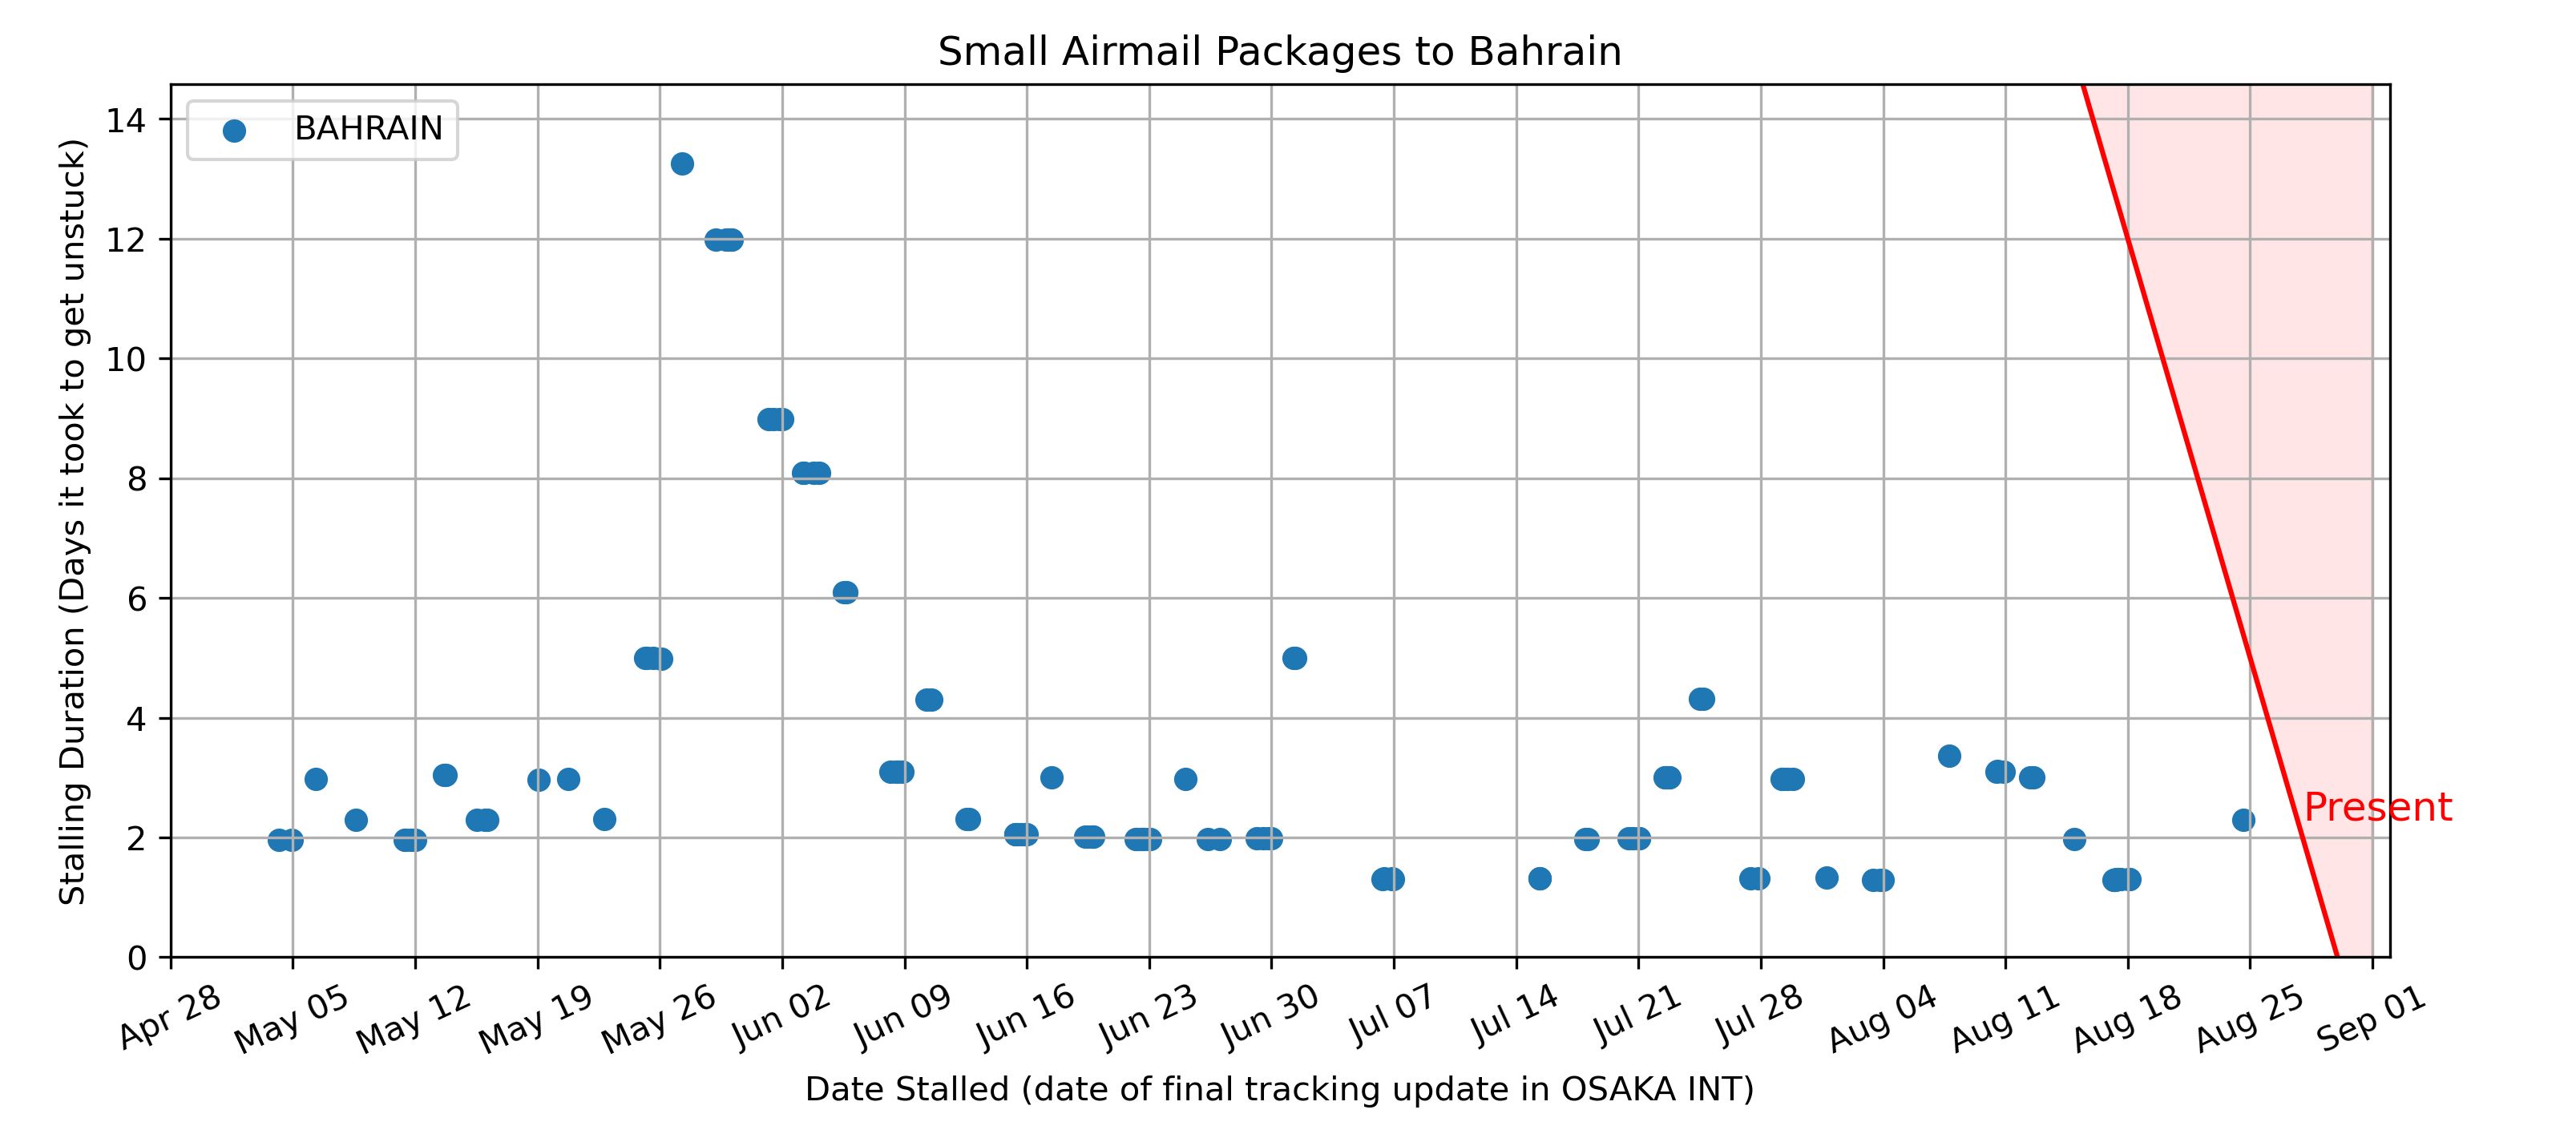 Small Airmail Packages to Bahrain
BAHRAIN
Stalling Duration (Days it took to get unstuck)
14
12
10
8
6
4
2
0
Present
Apr 28
May 05
May 12
May 19
May 26
Jun 02
Jun 09
Jun 16
Jun 23
Jun 30
Jul 07
Jul 14
Jul 21
Jul 28
Aug 04
Aug 11
Aug 18
Aug 25
Sep 01
Date Stalled (date of final tracking update in OSAKA INT)